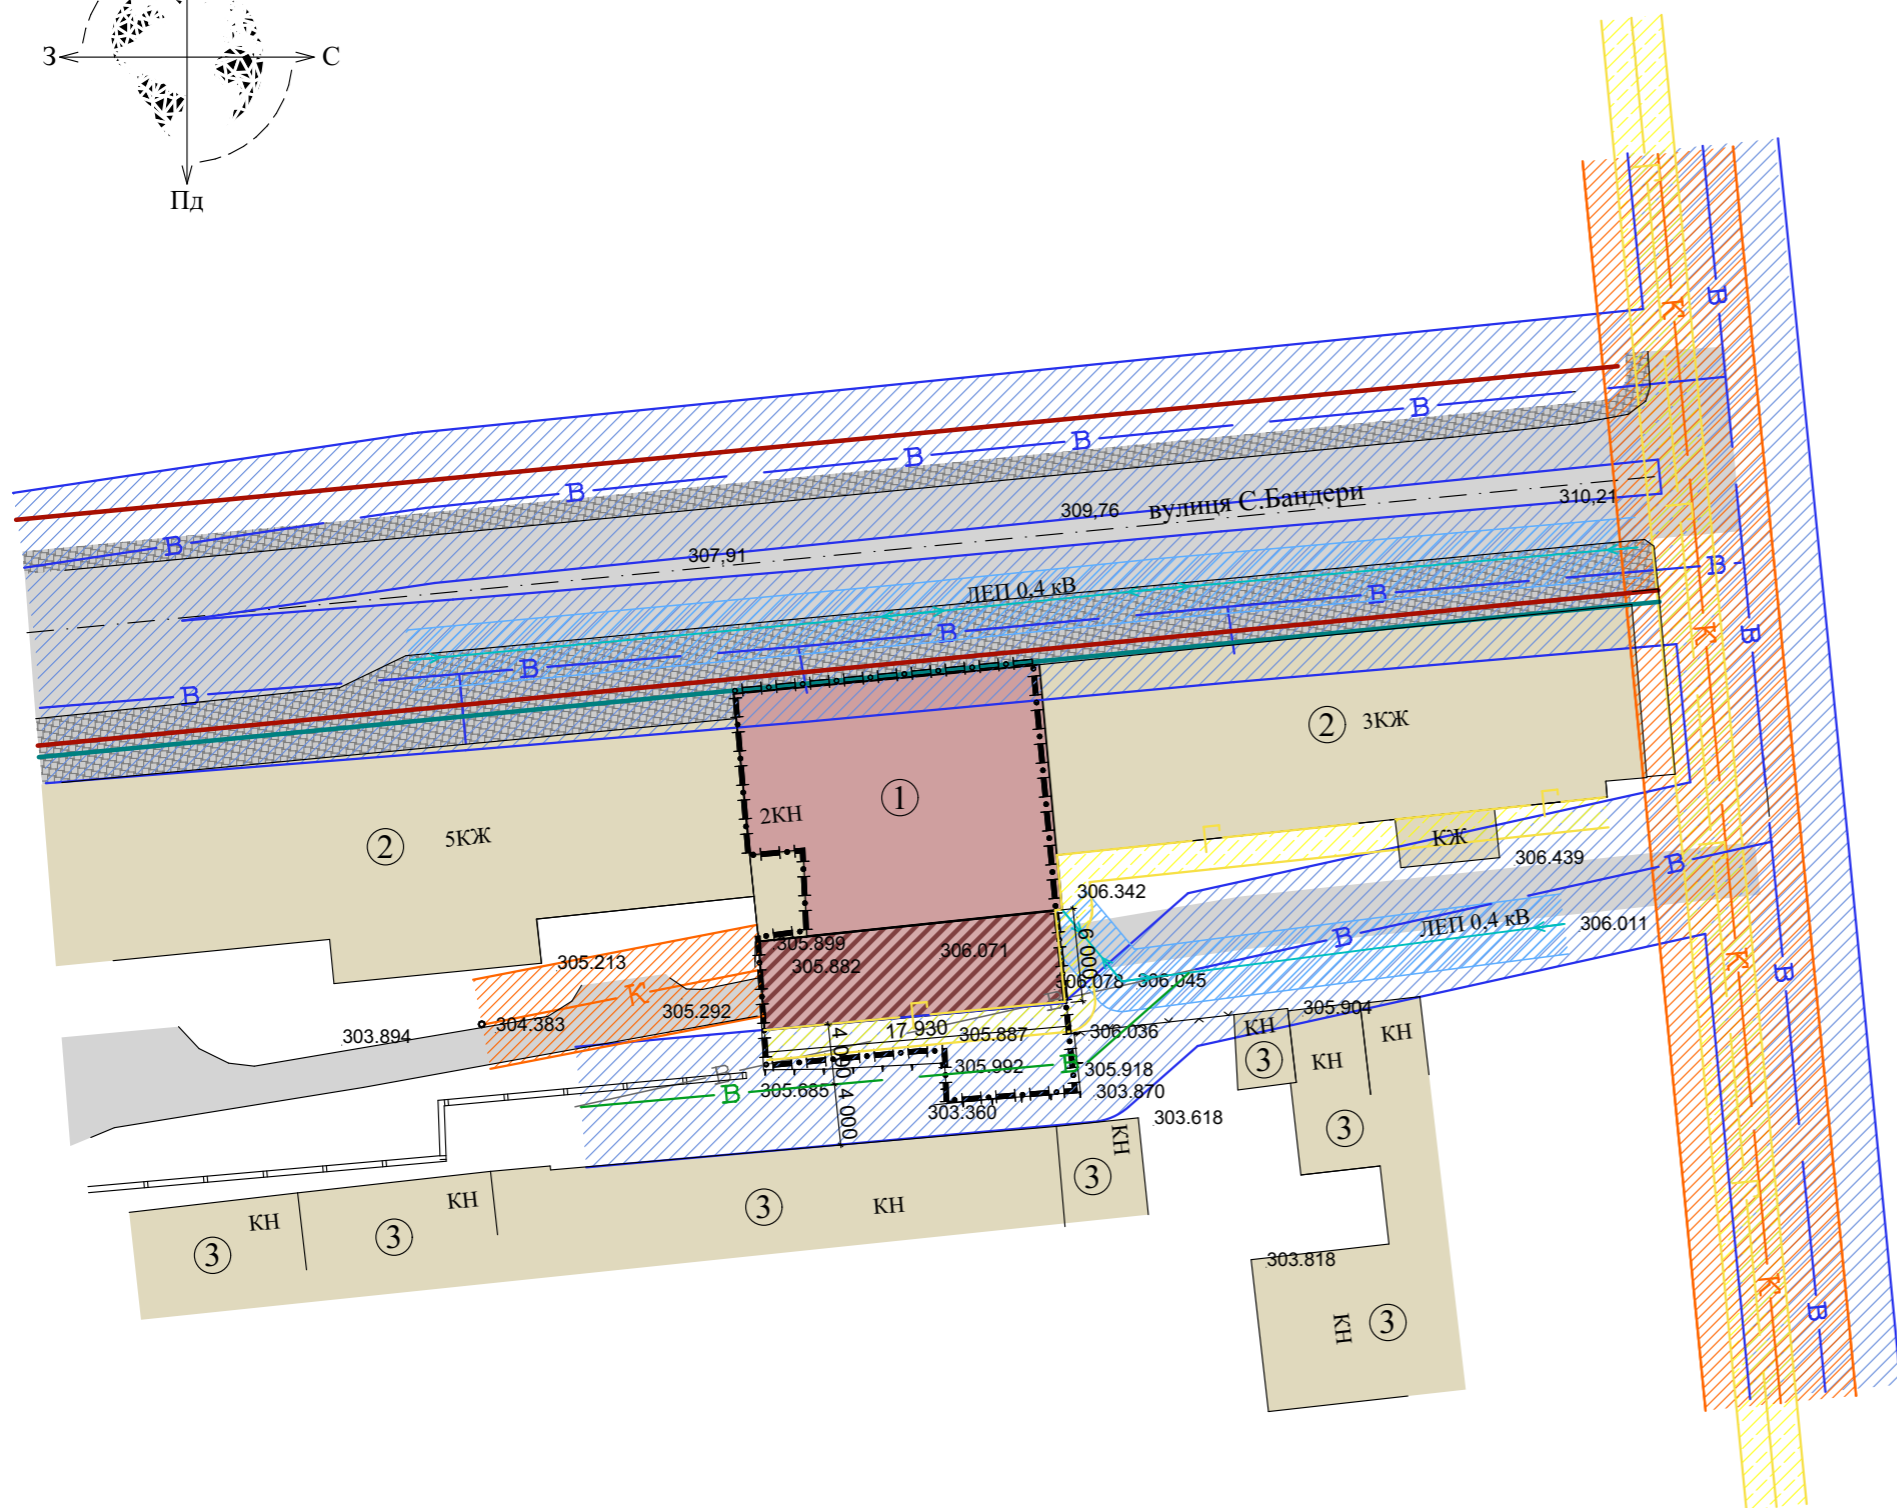 З
С
Пд
К
В
В
В
В
В
В
309,76
вулиця С.Бандери
310,21
307,91
ЛЕП 0,4 кВ
В
В
В
В
В
В
К
В
2
3КЖ
1
2КН
2
5КЖ
Г
Г
КЖ
306.439
В
306.342
ЛЕП 0,4 кВ
306.011
В
6 000
305.899
305.882
306.071
305.213
К
В
К
306.078
306.045
305.292
304.383
303.894
Г
17 930
305.887
306.036
305.904
КН
КН
КН
3
4 000
4 000
305.992
В
305.918
303.870
В
В
305.685
303.360
303.618
КН
3
3
КН
3
КН
3
КН
3
КН
3
303.818
К
В
КН
3